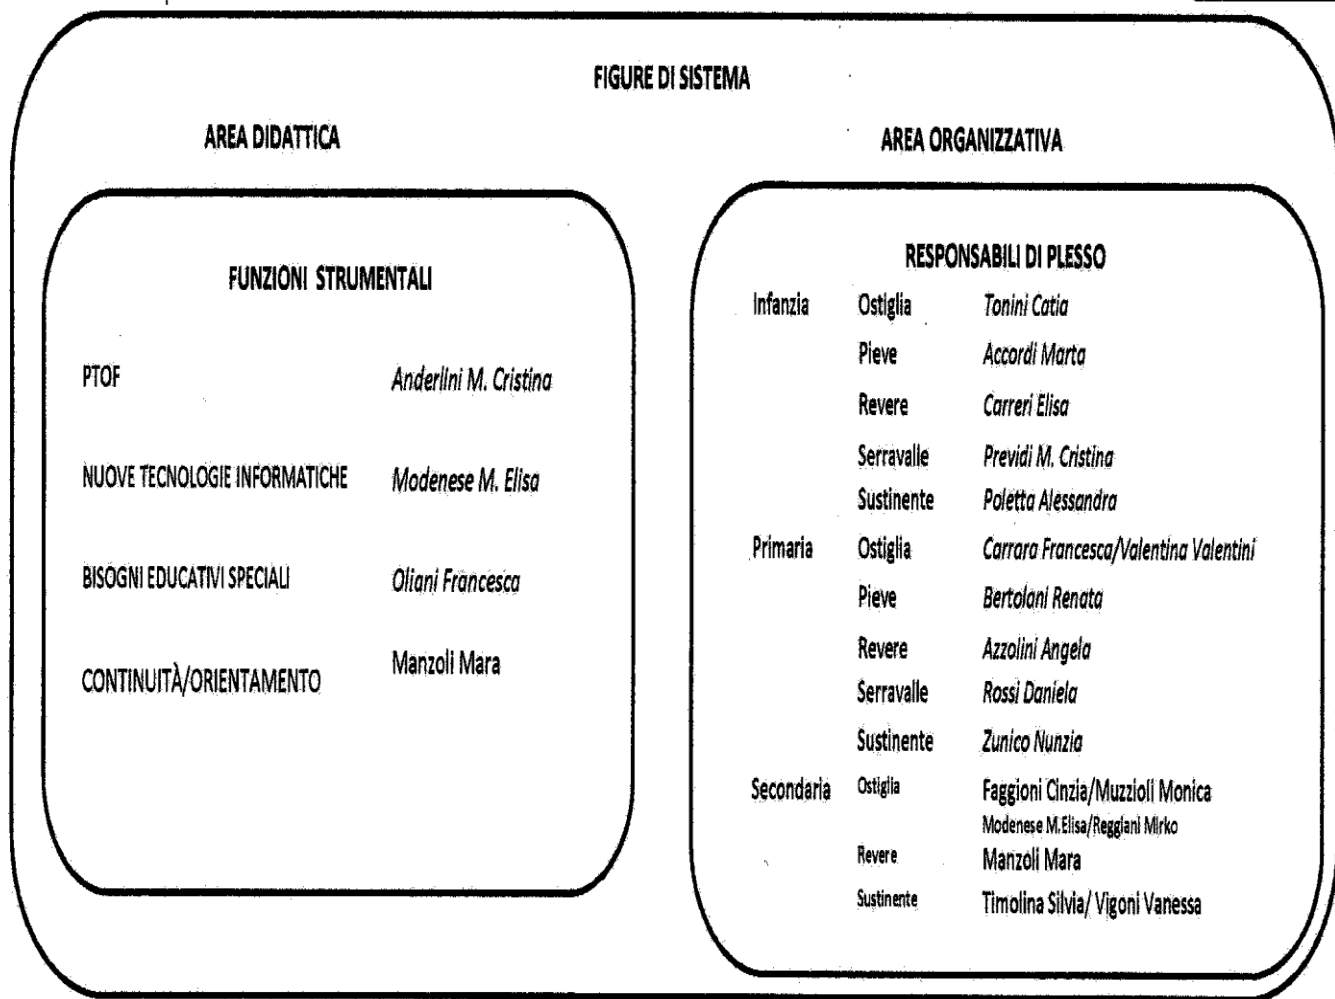 FIGURE DI SISTEMA
AREA DIDATTICA
FUNZIONI STRUMENTALI
PTOF Anderlini M. Cristina
NUOVE TECNOLOGIE INFORMATICHE Modenese M. Elisa
BISOGNI EDUCATIVI SPECIALI Oliani Francesca
CONTINUITÀ/ORIENTAMENTO Manzoli Mara
AREA ORGANIZZATIVA
RESPONSABILI DI PLESSO
Infanzia Ostiglia Tonini Catia
Pieve Accordi Marta
Revere Carreri Elisa
Serravalle Previdi M. Cristina
Sustinente Poletta Alessandra
Primaria Ostiglia Carrara Francesca/Valentina Valentini
Pieve Bertolani Renata
Revere Azzolini Angela
Serravalle Rossi Daniela
Sustinente Zunico Nunzia
Secondaria Ostiglia Faggioni Cinzia/Muzzioli Monica
Modenese M.Elisa/Reggiani Mirko
Revere Manzoli Mara
Sustinente Timolina Silvia/ Vigoni Vanessa